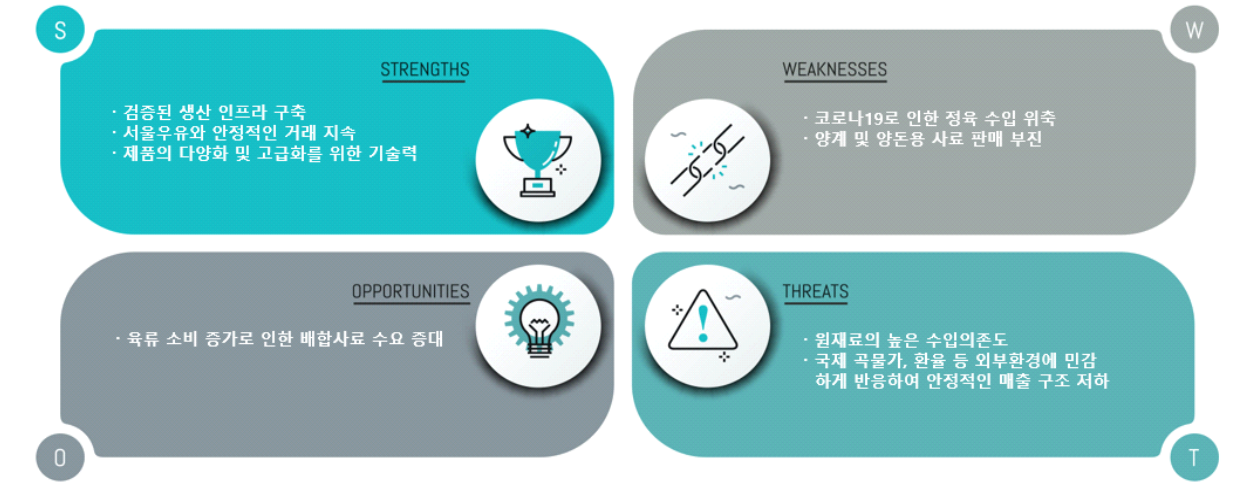 S
STRENGTHS
· 검증된 생산 인프라 구축
· 서울우유와 안정적인 거래 지속
· 제품의 다양화 및 고급화를 위한 기술력
W
WEAKNESSES
· 코로나19로 인한 정육 수입 위축
· 양계 및 양돈용 사료 판매 부진
OPPORTUNITIES
· 육류 소비 증가로 인한 배합사료 수요 증대
O
THREATS
· 원재료의 높은 수입의존도
· 국제 곡물가, 환율 등 외부환경에 민감
하게 반응하여 안정적인 매출 구조 저하
T